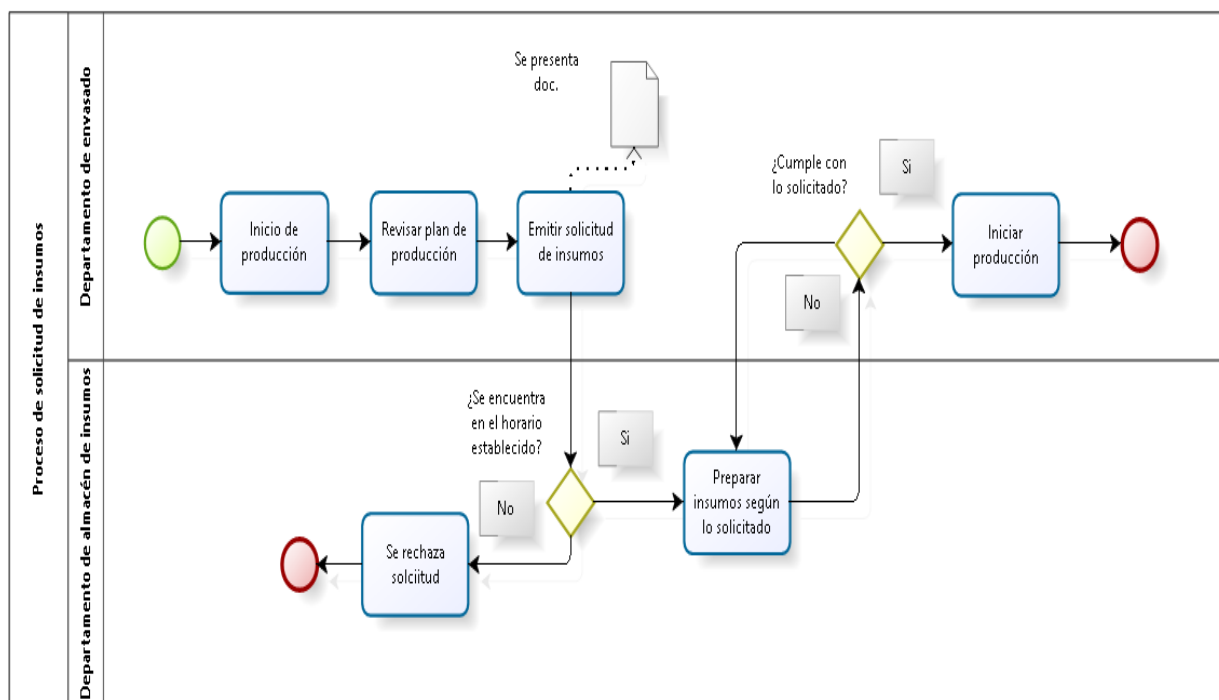 Proceso de solicitud de insumos
Departamento de envasado
Se presenta
doc.
¿Cumple con
lo solicitado?
Si
Inicio de
producción
Revisar plan de
producción
Emitir solicitud
de insumos
Iniciar
producción
No
Departamento de almacén de insumos
¿Se encuentra
en el horario
establecido?
Si
Preparar
insumos según
lo solicitado
No
Se rechaza
solciitud